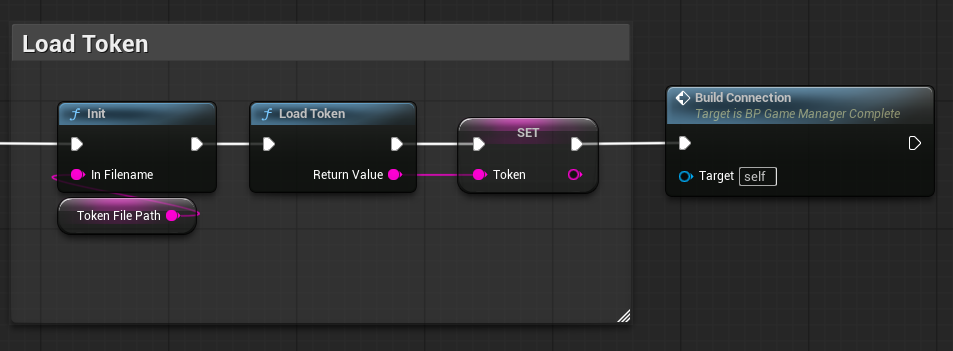 Load Token
Init
In Filename
Token File Path
Load Token
Return Value
SET
Token
Build Connection
Target is BP Game Manager Complete
Target self